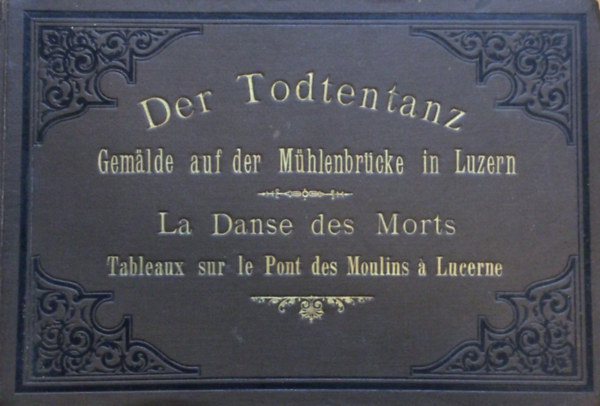 Der Todtentanz
Gemälde auf der Mühlenbrücke in Luzern
La Danse des Morts
Tableaux sur le Pont des Moulins à Lucerne